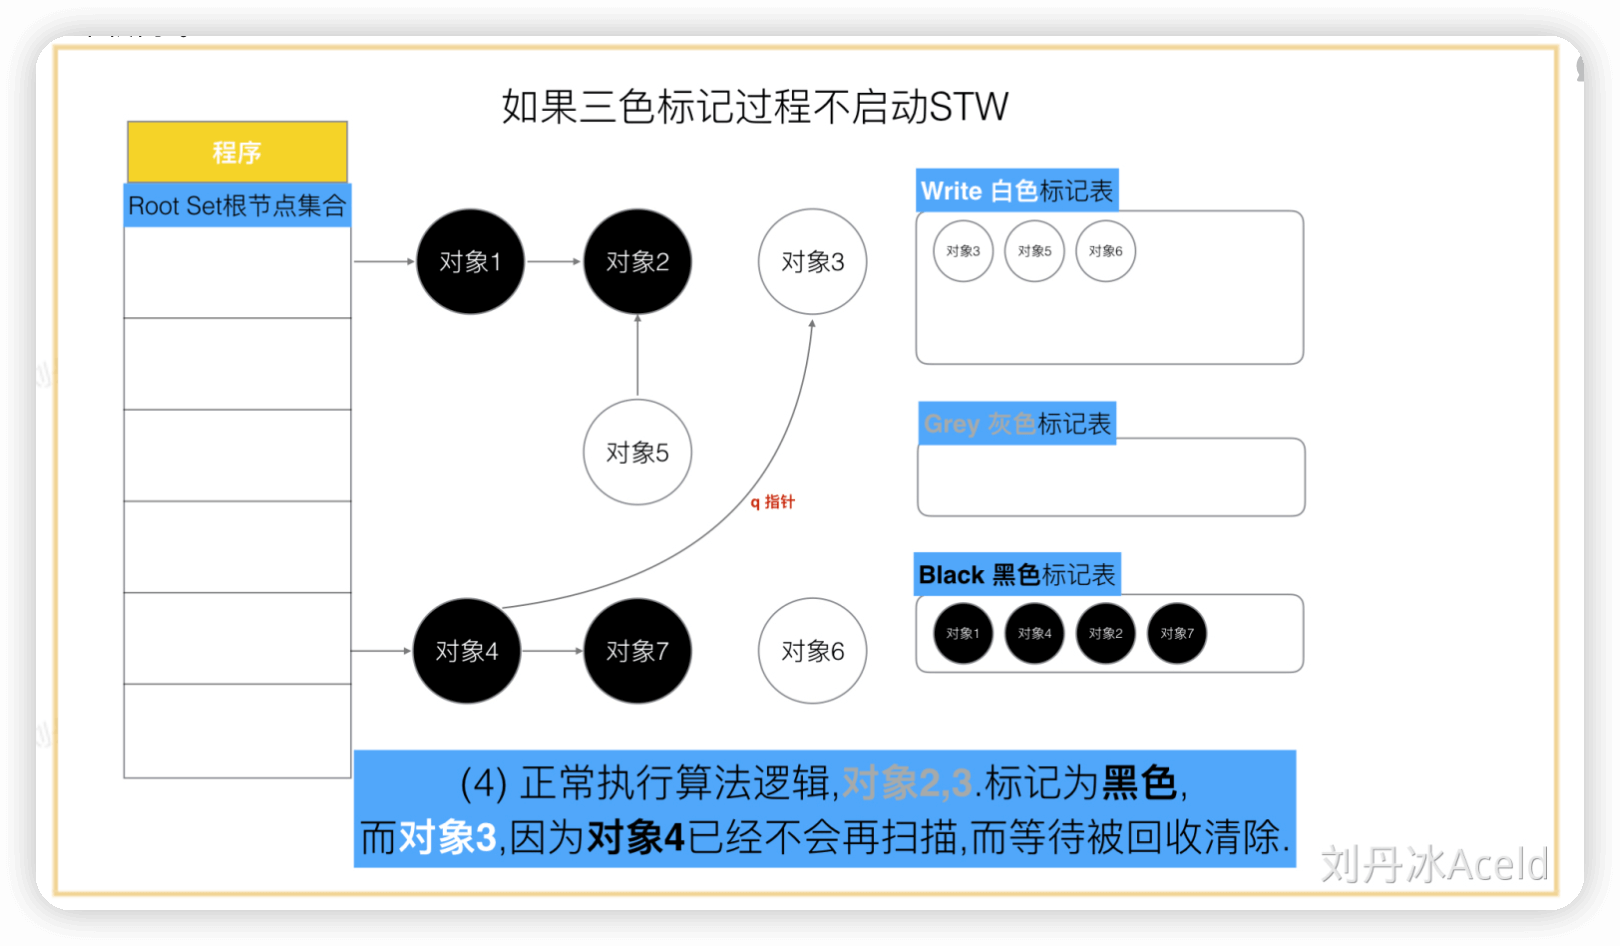 如果三色标记过程不启动STW
程序
Root Set根节点集合
对象1
对象2
对象3
对象5
q 指针
对象4
对象7
对象6
Write 白色标记表
对象3
对象5
对象6
Grey 灰色标记表
Black 黑色标记表
对象1
对象4
对象2
对象7
(4) 正常执行算法逻辑,对象2,3.标记为黑色,
而对象3,因为对象4已经不会再扫描,而等待被回收清除.
刘丹冰Aceld